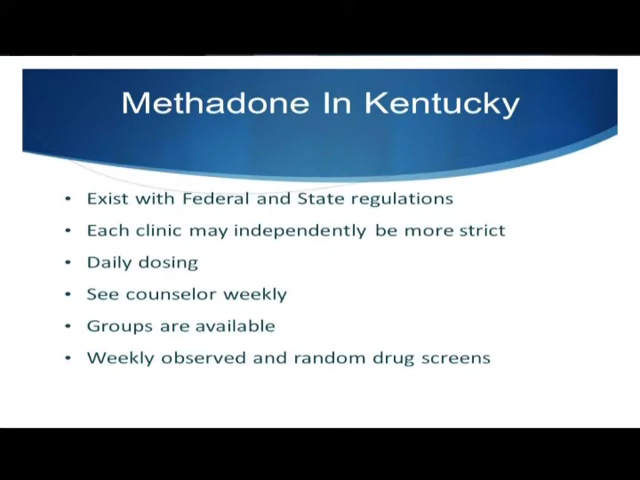 Methadone In Kentucky
• Exist with Federal and State regulations
• Each clinic may independently be more strict
• Daily dosing
• See counselor weekly
• Groups are available
• Weekly observed and random drug screens